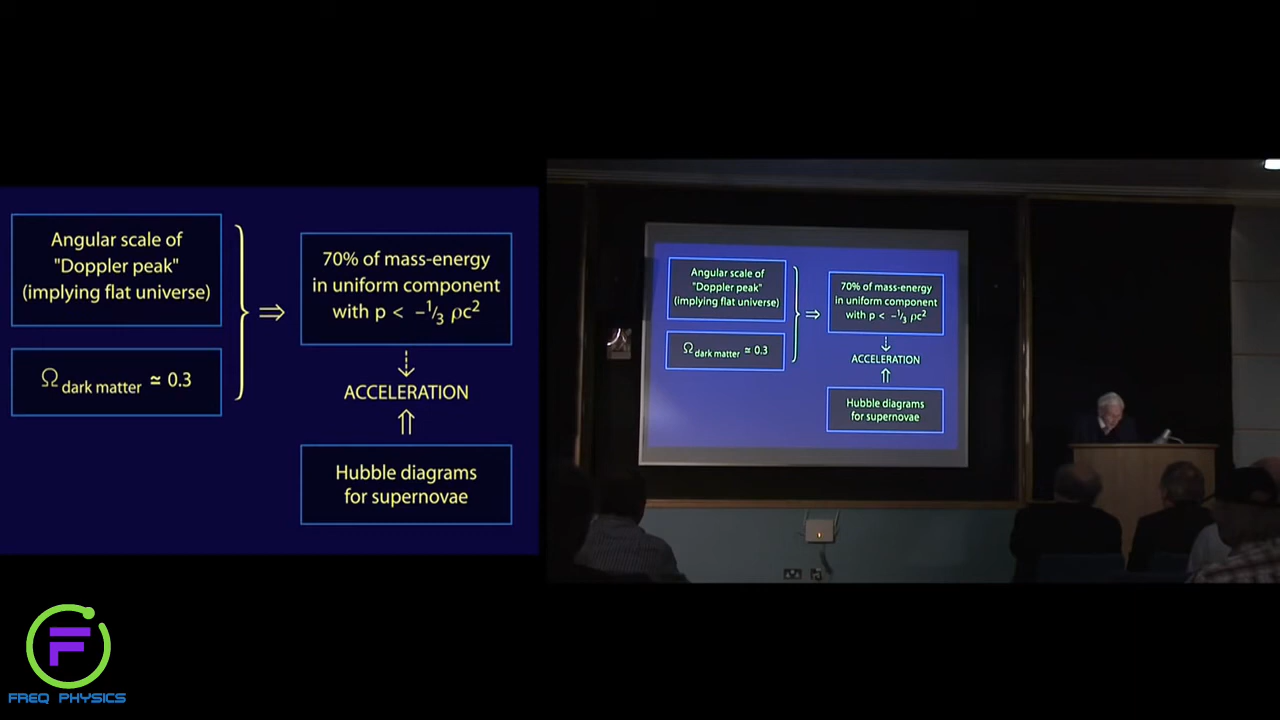 Angular scale of
"Doppler peak"
(implying flat universe)
Ω dark matter ≃ 0.3
70% of mass-energy
in uniform component
with p < −1/3 ρc²
ACCELERATION
Hubble diagrams
for supernovae
Angular scale of
"Doppler peak"
(implying flat universe)
Ω dark matter ≃ 0.3
70% of mass-energy
in uniform component
with p < −1/3 ρc²
ACCELERATION
Hubble diagrams
for supernovae
F
FREQ PHYSICS